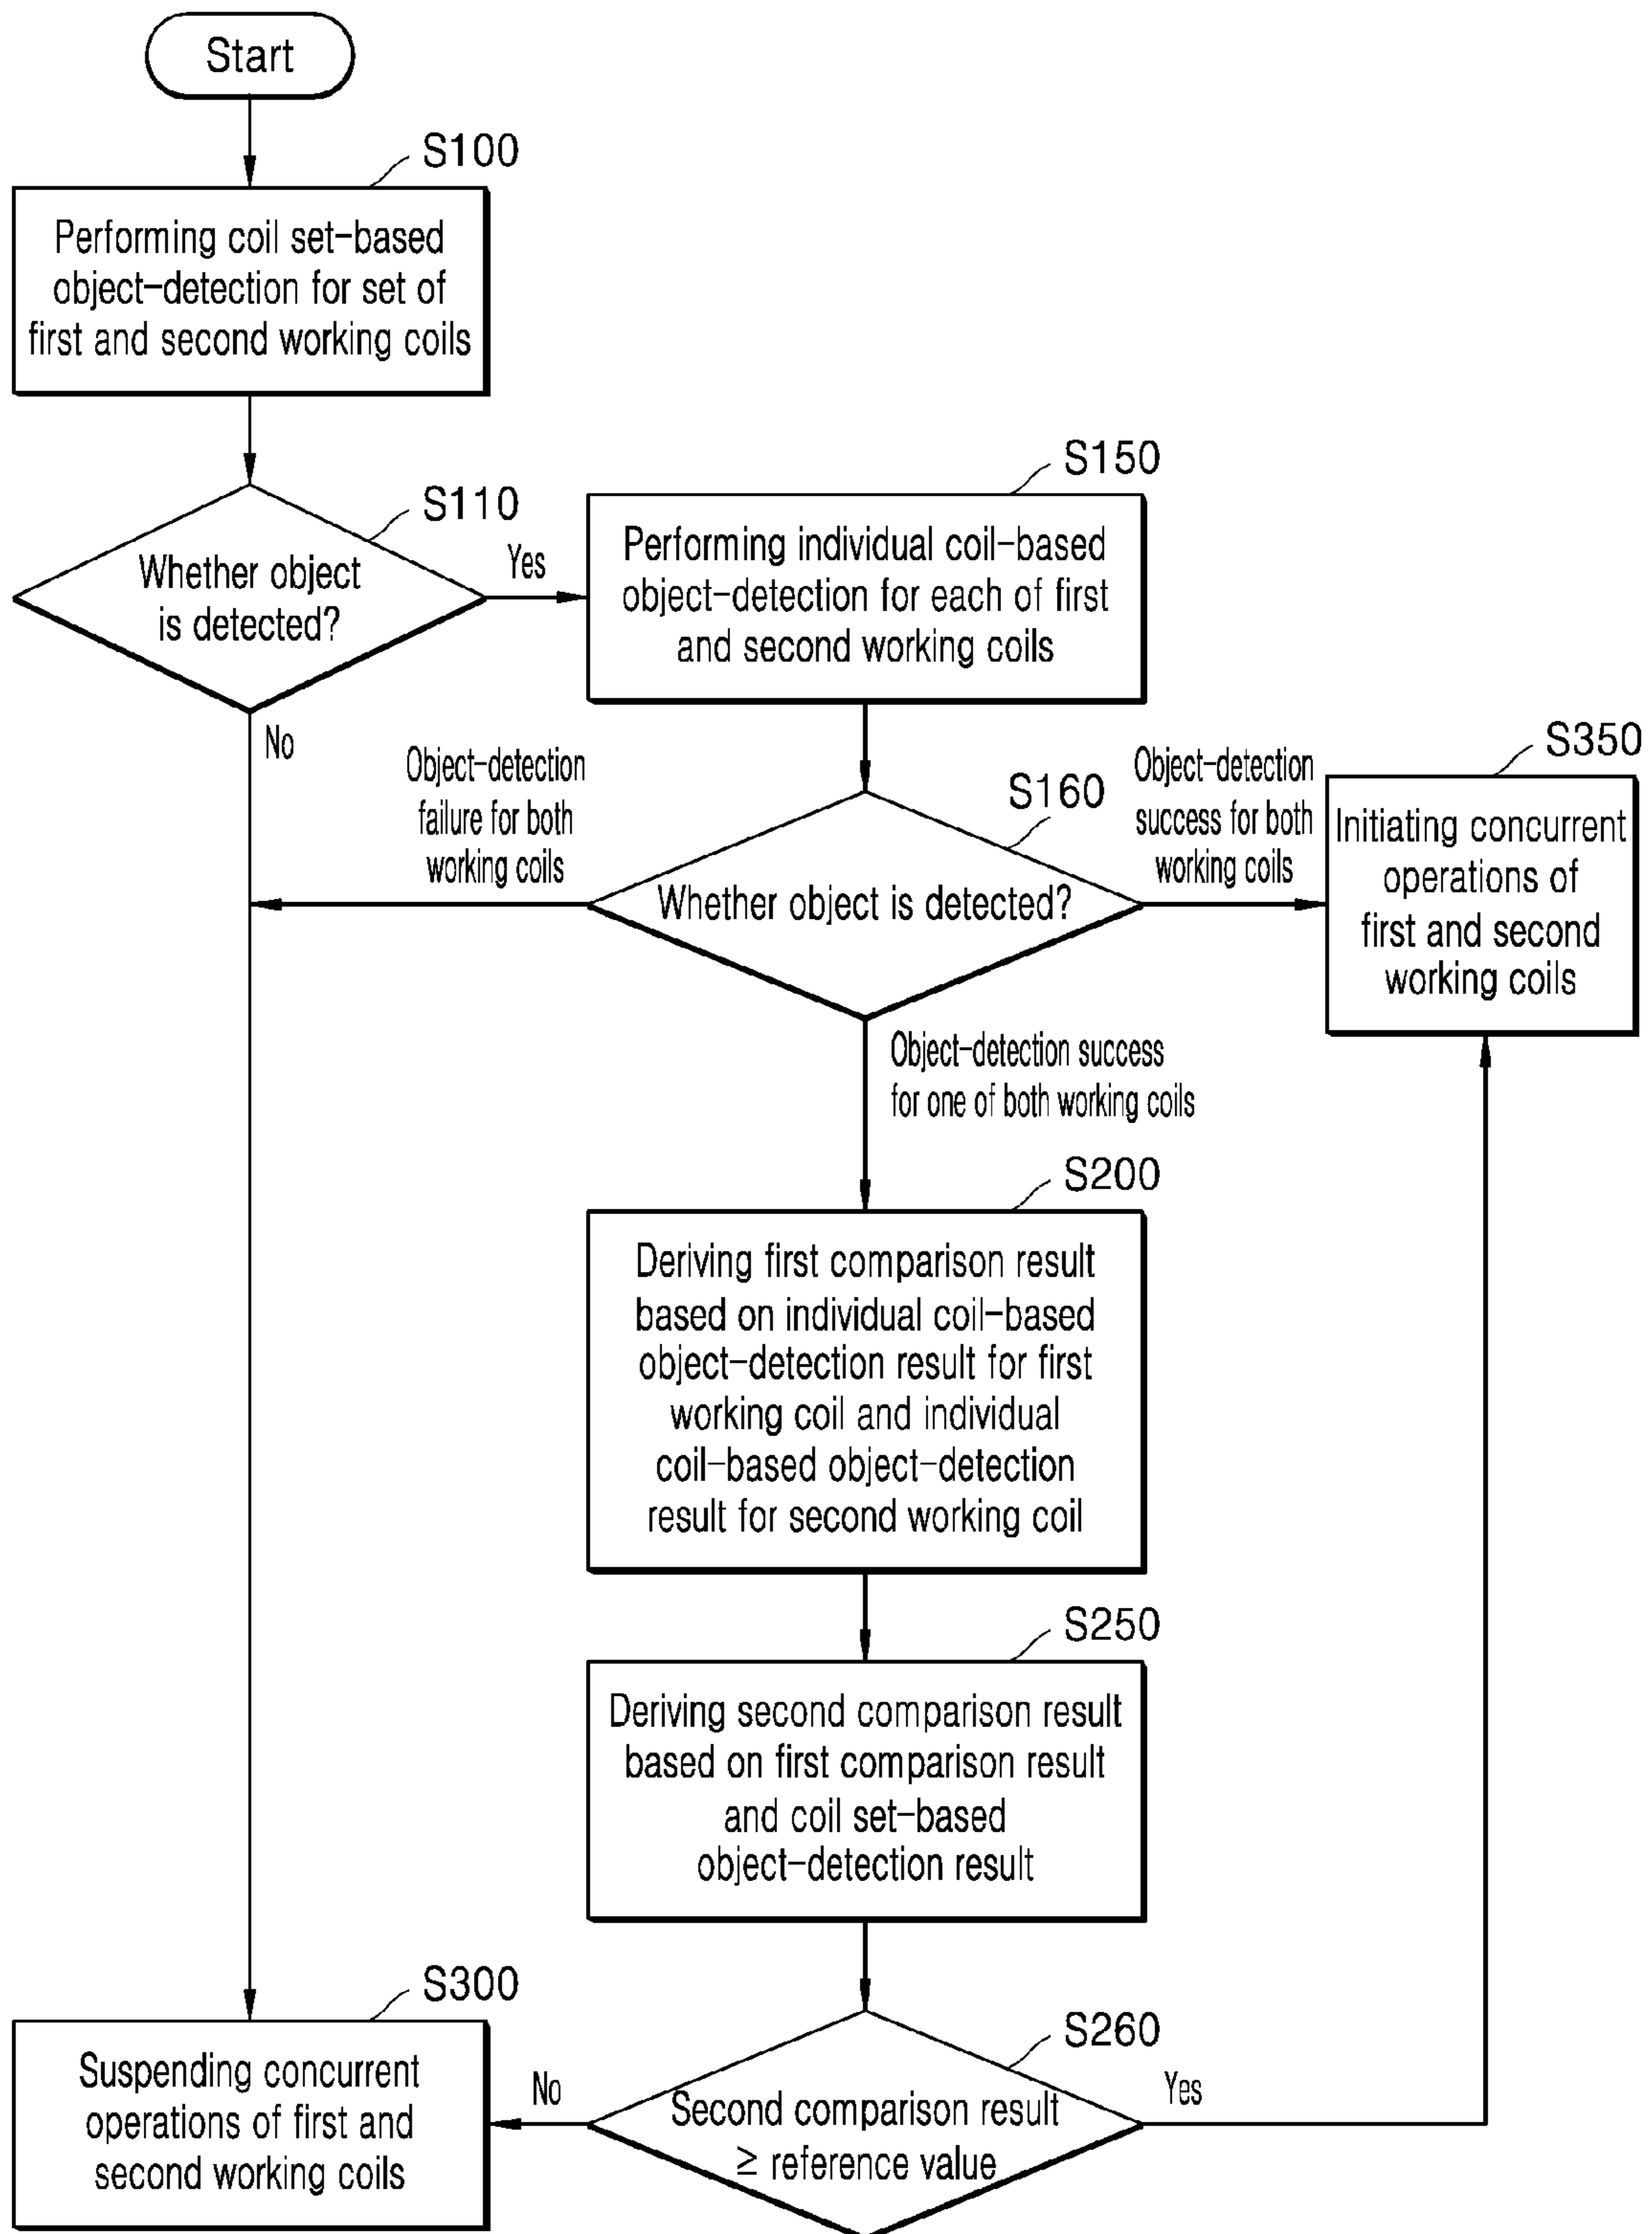 Start
S100
Performing coil set-based
object-detection for set of
first and second working coils
S110
Whether object
is detected?
Yes
No
S150
Performing individual coil-based
object-detection for each of first
and second working coils
Object-detection
failure for both
working coils
S160
Whether object is detected?
Object-detection
success for both
working coils
S350
Initiating concurrent
operations of
first and second
working coils
Object-detection success
for one of both working coils
S200
Deriving first comparison result
based on individual coil-based
object-detection result for first
working coil and individual
coil-based object-detection
result for second working coil
S250
Deriving second comparison result
based on first comparison result
and coil set-based
object-detection result
S300
Suspending concurrent
operations of first and
second working coils
No
S260
Second comparison result
≥ reference value
Yes